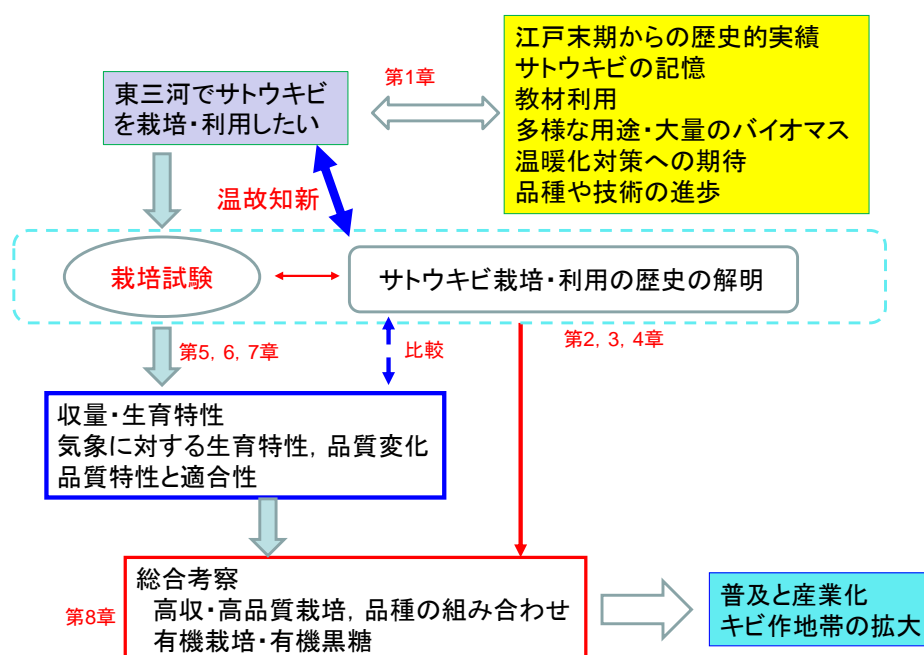 江戸末期からの歴史的実績
サトウキビの記憶
教材利用
多様な用途・大量のバイオマス
温暖化対策への期待
品種や技術の進歩
第1章
東三河でサトウキビ
を栽培・利用したい
温故知新
栽培試験
サトウキビ栽培・利用の歴史の解明
第5, 6, 7章
比較
第2, 3, 4章
収量・生育特性
気象に対する生育特性, 品質変化
品質特性と適合性
第8章
総合考察
高収・高品質栽培, 品種の組み合わせ
有機栽培・有機黒糖
普及と産業化
キビ作地帯の拡大